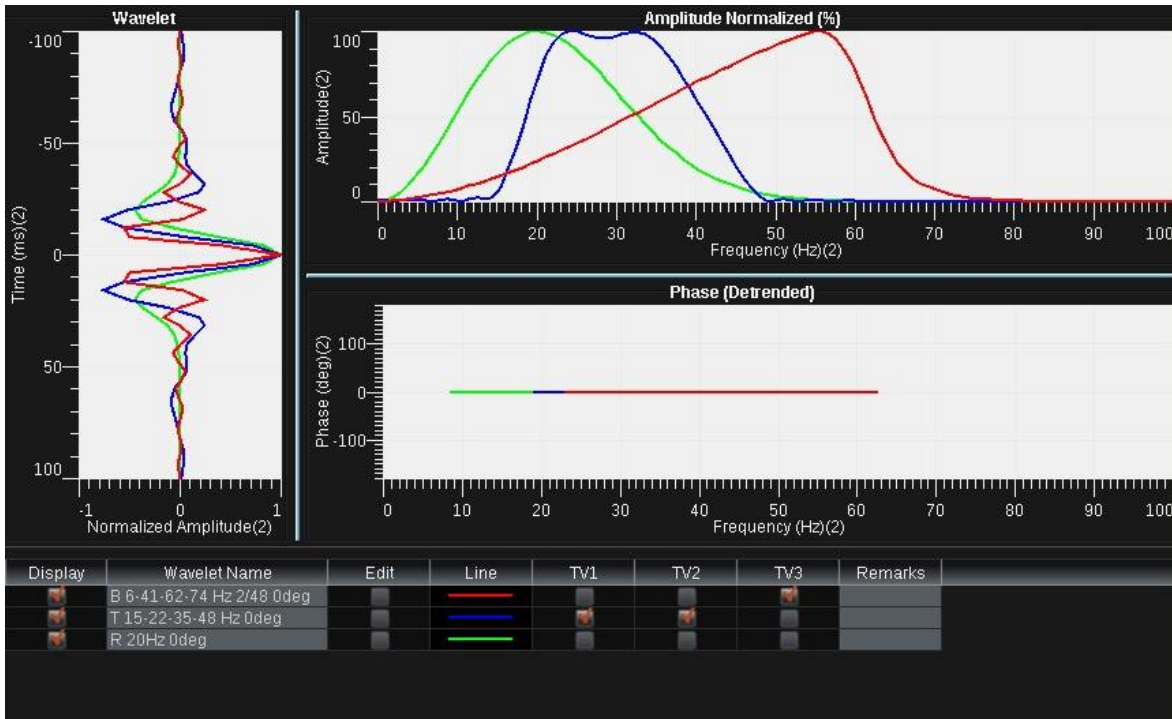 Wavelet
-100
-50
0
50
100
Time (ms)(2)
-1 0 1
Normalized Amplitude(2)
Amplitude Normalized (%)
100
50
0
Amplitude(2)
0 10 20 30 40 50 60 70 80 90 100
Frequency (Hz)(2)
Phase (Detrended)
100
0
-100
Phase (deg)(2)
0 10 20 30 40 50 60 70 80 90 100
Frequency (Hz)(2)
Display Wavelet Name Edit Line TV1 TV2 TV3 Remarks
B 6-41-62-74 Hz 2/48 0deg
T 15-22-35-48 Hz 0deg
R 20Hz 0deg